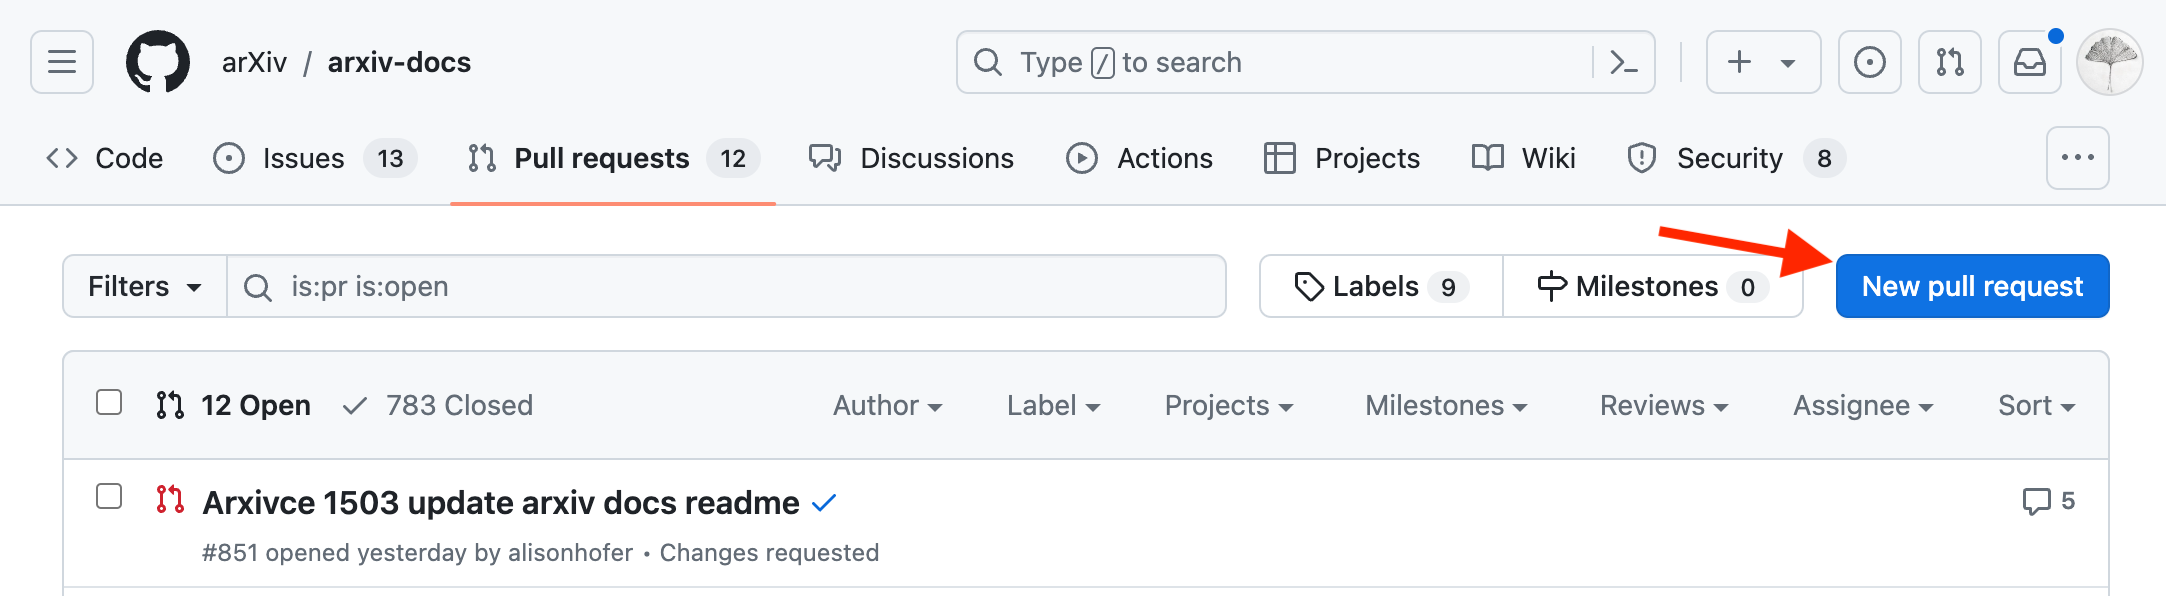 arXiv / arxiv-docs
Type / to search
Code
Issues 13
Pull requests 12
Discussions
Actions
Projects
Wiki
Security 8
Filters
is:pr is:open
Labels 9
Milestones 0
New pull request
12 Open
783 Closed
Author
Label
Projects
Milestones
Reviews
Assignee
Sort
Arxivce 1503 update arxiv docs readme
5
#851 opened yesterday by alisonhofer • Changes requested